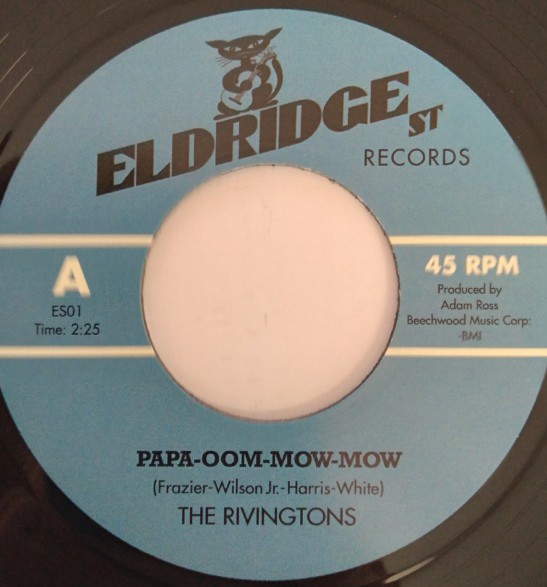 ELDRIDGE ST
RECORDS
A
ES01
Time: 2:25
45 RPM
Produced by
Adam Ross
Beechwood Music Corp:
-BMI
PAPA-OOM-MOW-MOW
(Frazier-Wilson Jr.-Harris-White)
THE RIVINGTONS